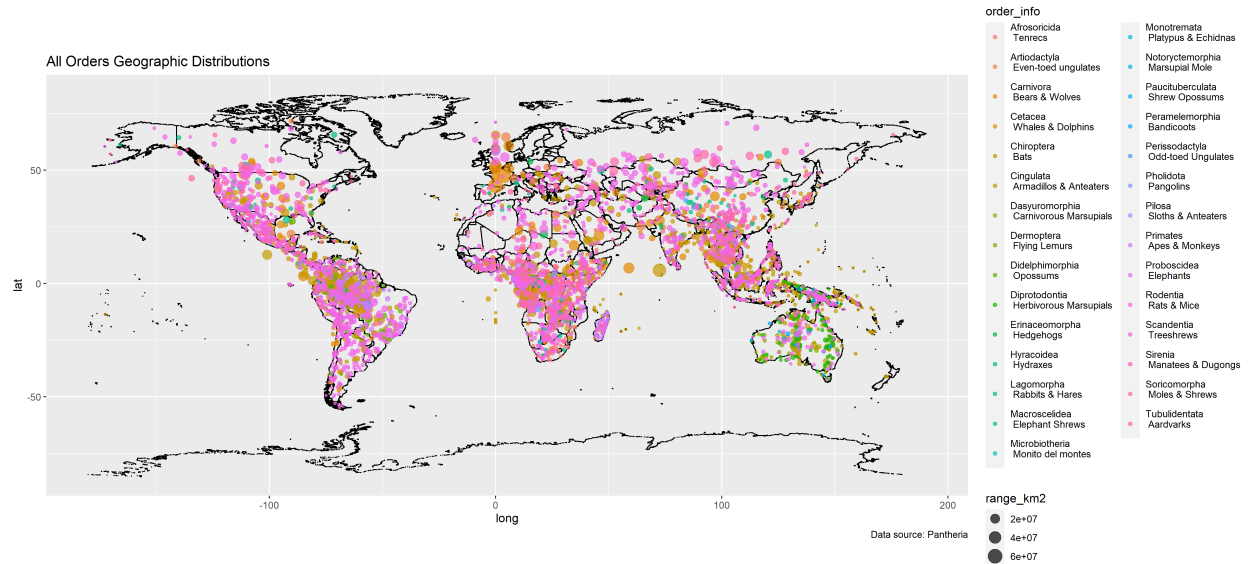 All Orders Geographic Distributions
50
0
-50
lat
-100
0
100
200
long
Data source: Pantheria
order_info
Afrosoricida
Tenrecs
Artiodactyla
Even-toed ungulates
Carnivora
Bears & Wolves
Cetacea
Whales & Dolphins
Chiroptera
Bats
Cingulata
Armadillos & Anteaters
Dasyuromorphia
Carnivorous Marsupials
Dermoptera
Flying Lemurs
Didelphimorphia
Opossums
Diprotodontia
Herbivorous Marsupials
Erinaceomorpha
Hedgehogs
Hyracoidea
Hydraxes
Lagomorpha
Rabbits & Hares
Macroscelidea
Elephant Shrews
Microbiotheria
Monito del montes
Monotremata
Platypus & Echidnas
Notoryctemorphia
Marsupial Mole
Paucituberculata
Shrew Opossums
Peramelemorphia
Bandicoots
Perissodactyla
Odd-toed Ungulates
Pholidota
Pangolins
Pilosa
Sloths & Anteaters
Primates
Apes & Monkeys
Proboscidea
Elephants
Rodentia
Rats & Mice
Scandentia
Treeshrews
Sirenia
Manatees & Dugongs
Soricomorpha
Moles & Shrews
Tubulidentata
Aardvarks
range_km2
2e+07
4e+07
6e+07